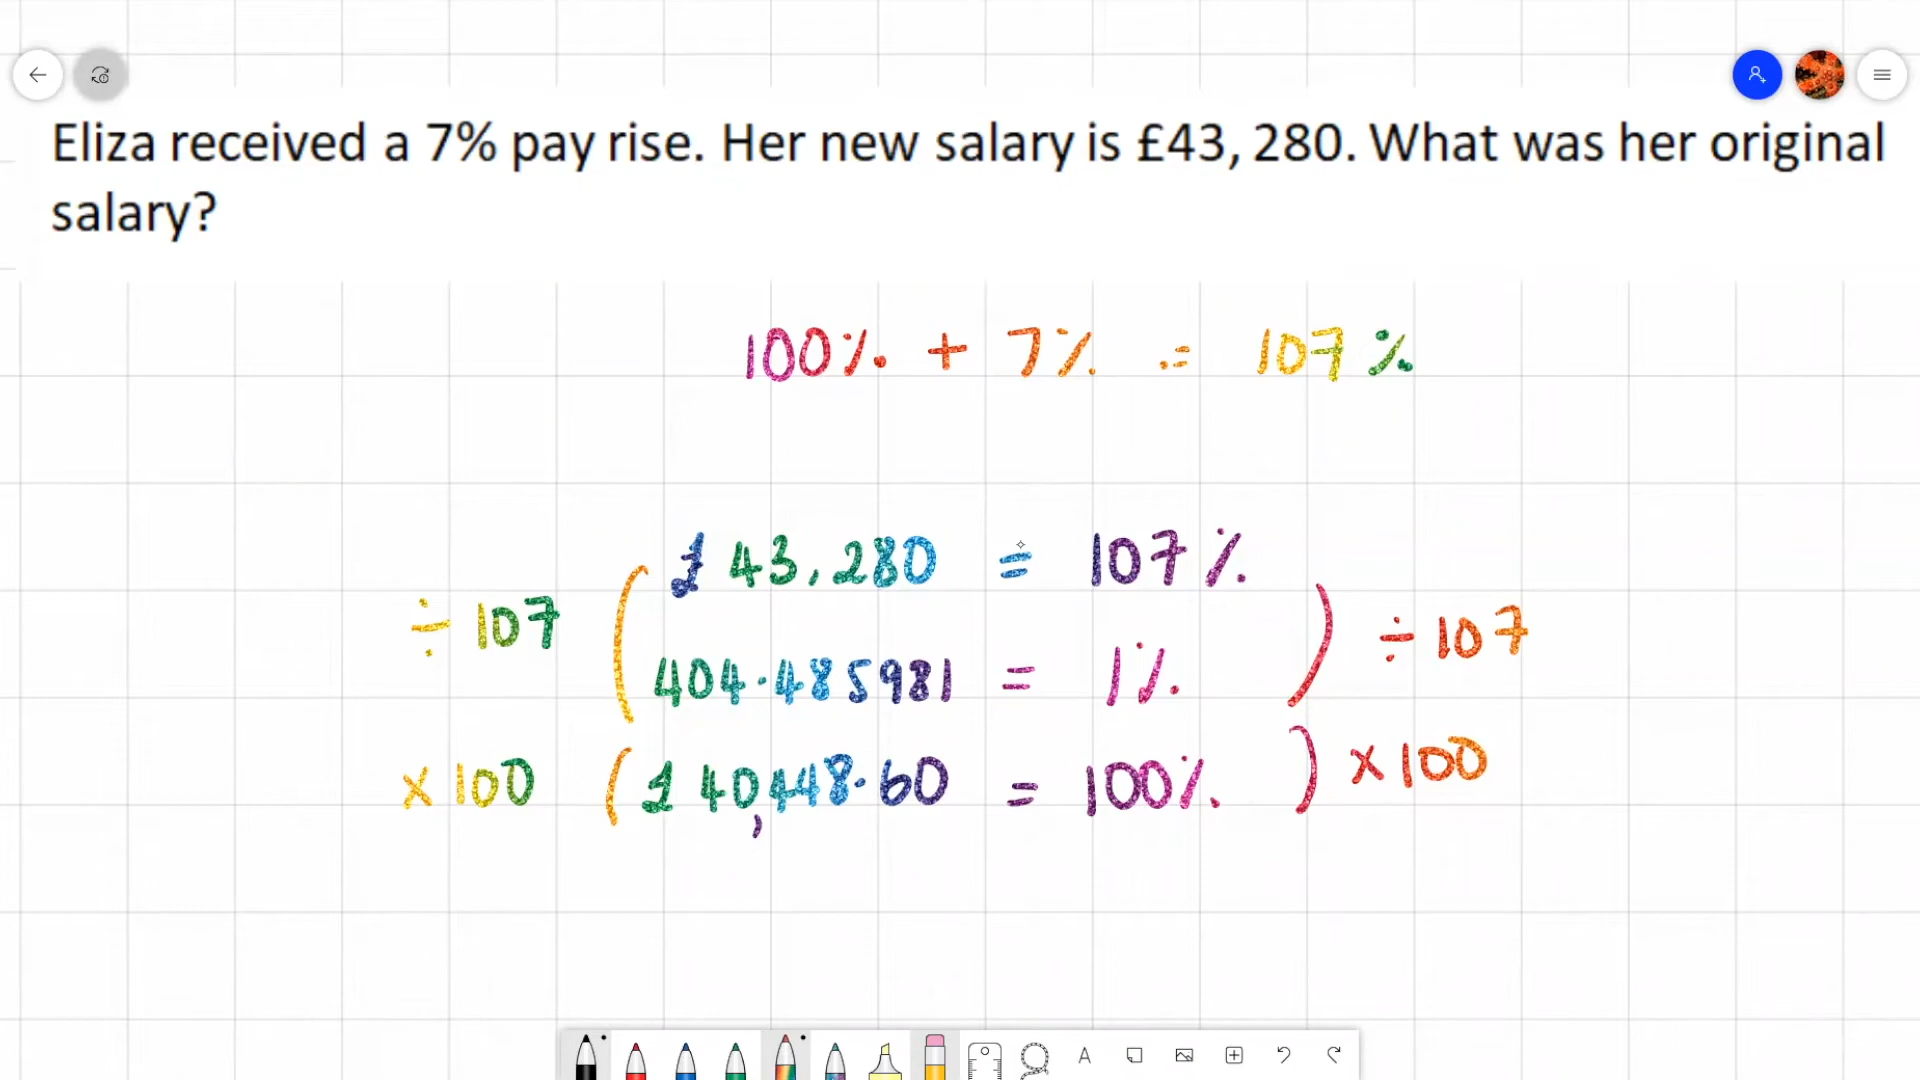 Eliza received a 7% pay rise. Her new salary is £43, 280. What was her original
salary?
100% + 7% = 107%
£43,280 = 107%
÷107 ( ) ÷107
404.485981 = 1%
×100 (£40,448.60 = 100%) ×100
A